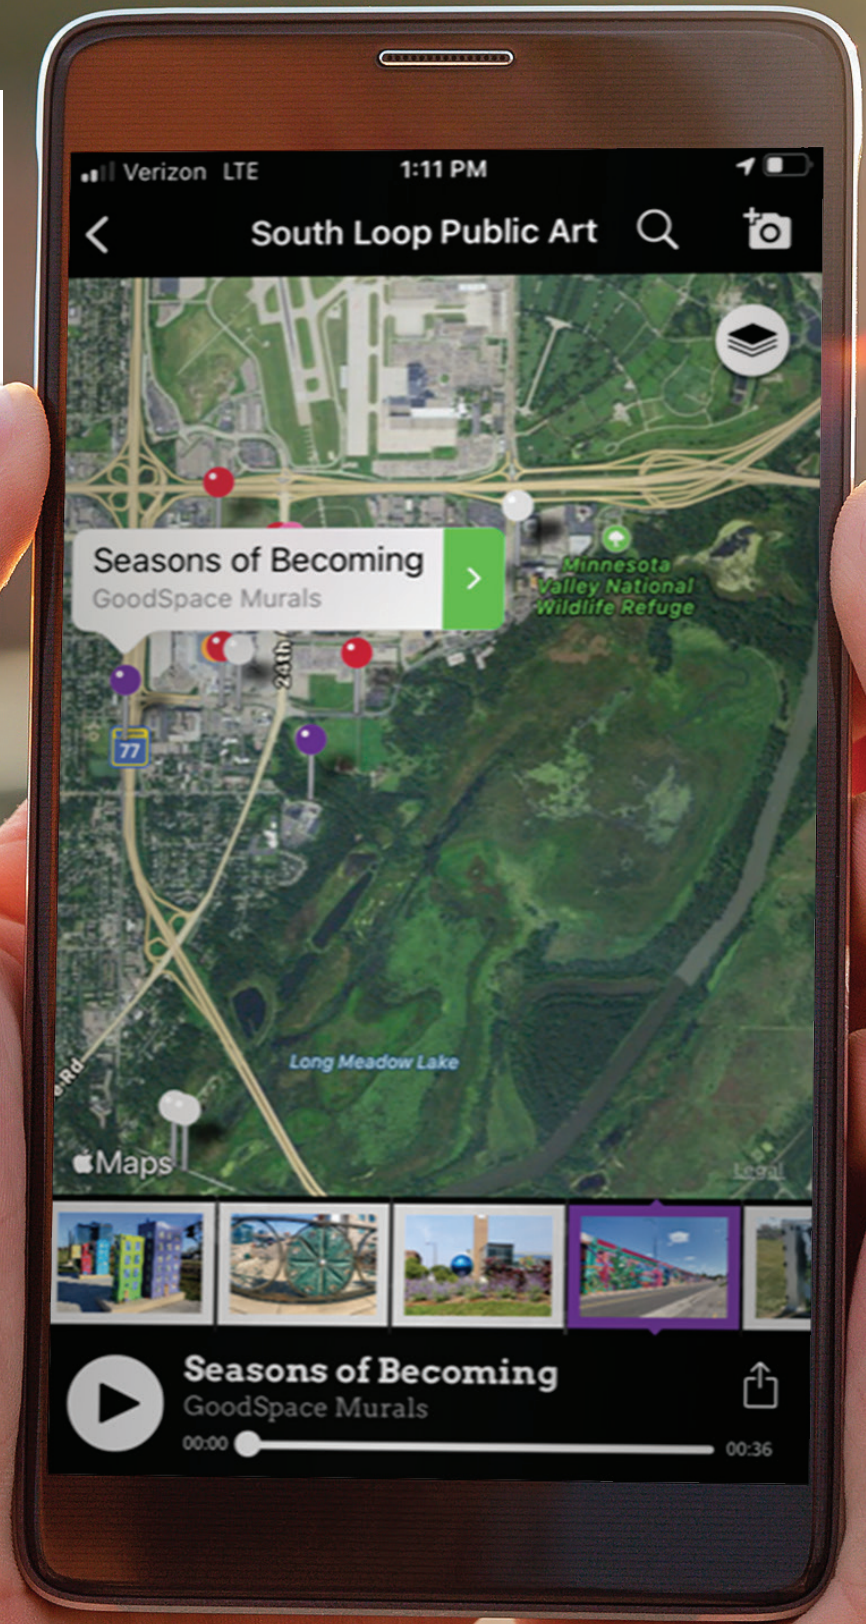 Verizon LTE
1:11 PM
South Loop Public Art
Seasons of Becoming
GoodSpace Murals
Minnesota
Valley National
Wildlife Refuge
24th
77
Long Meadow Lake
Rd
Maps
Legal
Seasons of Becoming
GoodSpace Murals
00:00
00:36